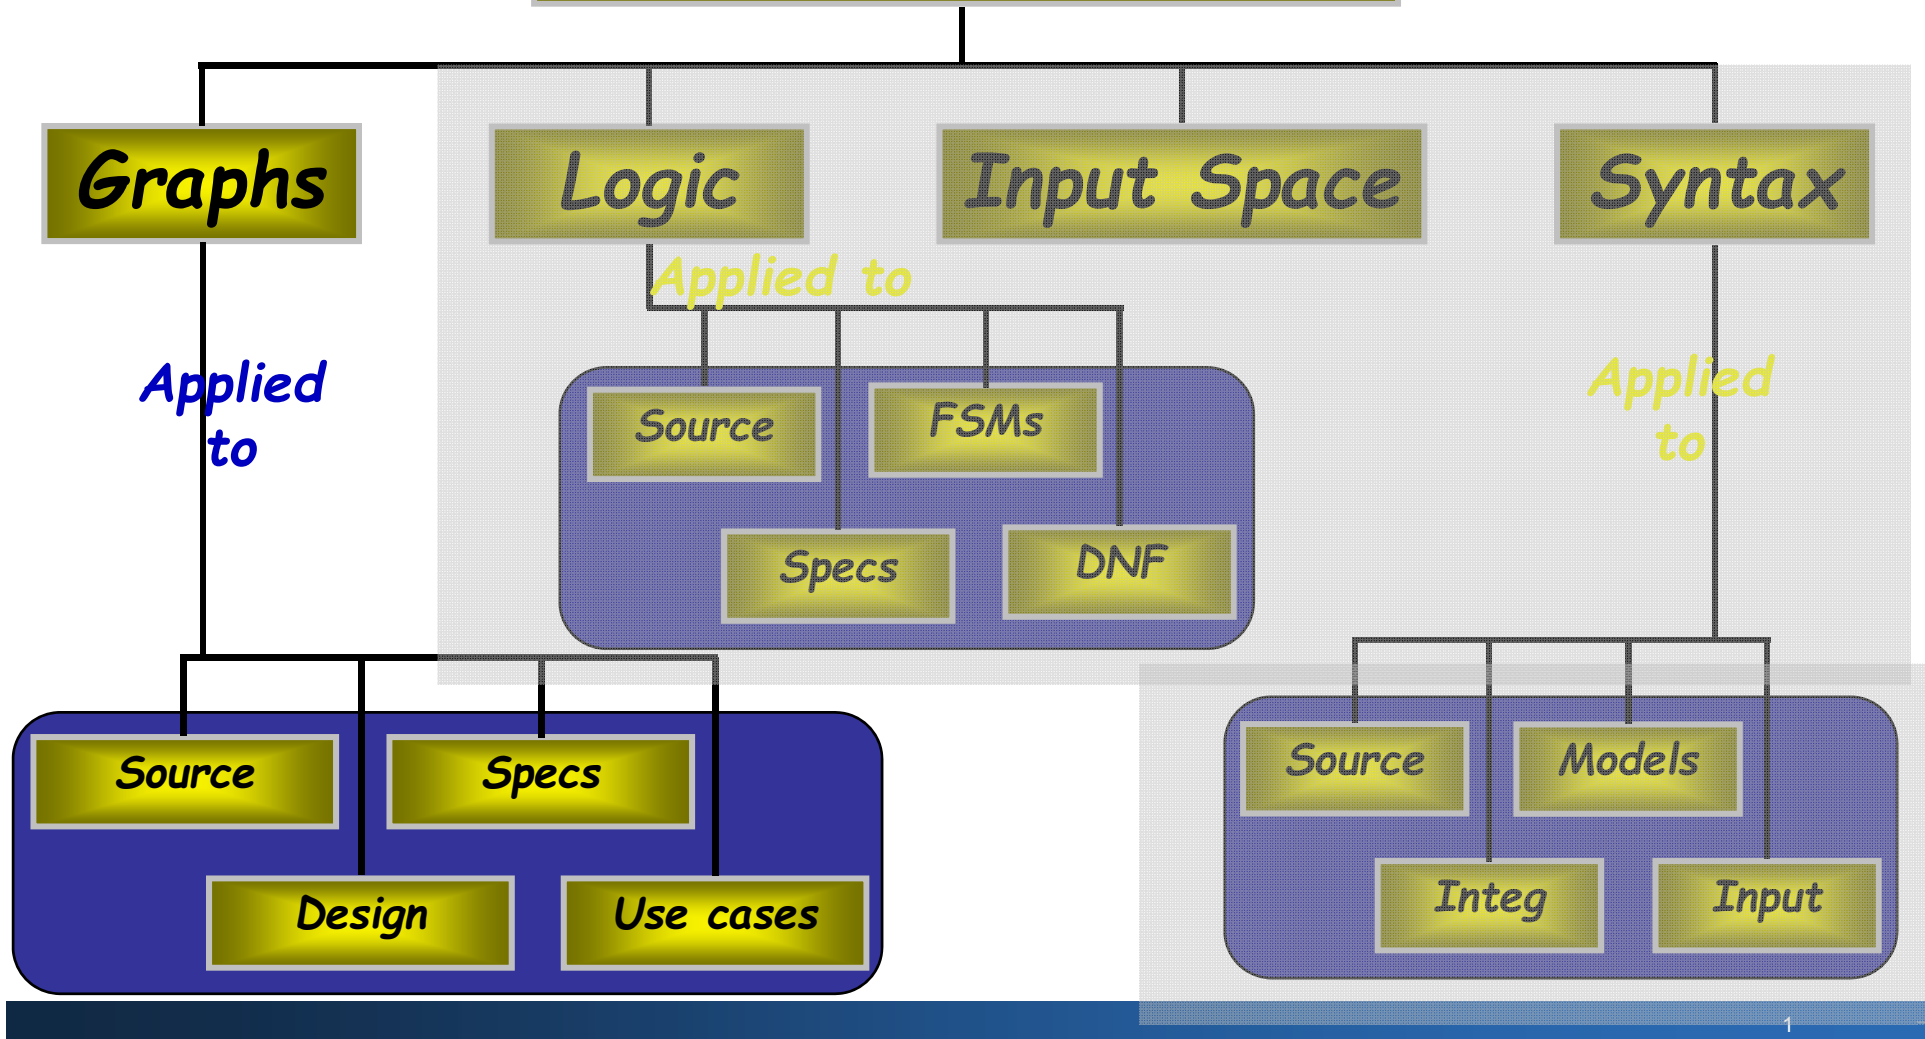 Graphs
Logic
Input Space
Syntax
Applied to
Applied
to
Applied
to
Source
FSMs
Specs
DNF
Source
Specs
Design
Use cases
Source
Models
Integ
Input
1